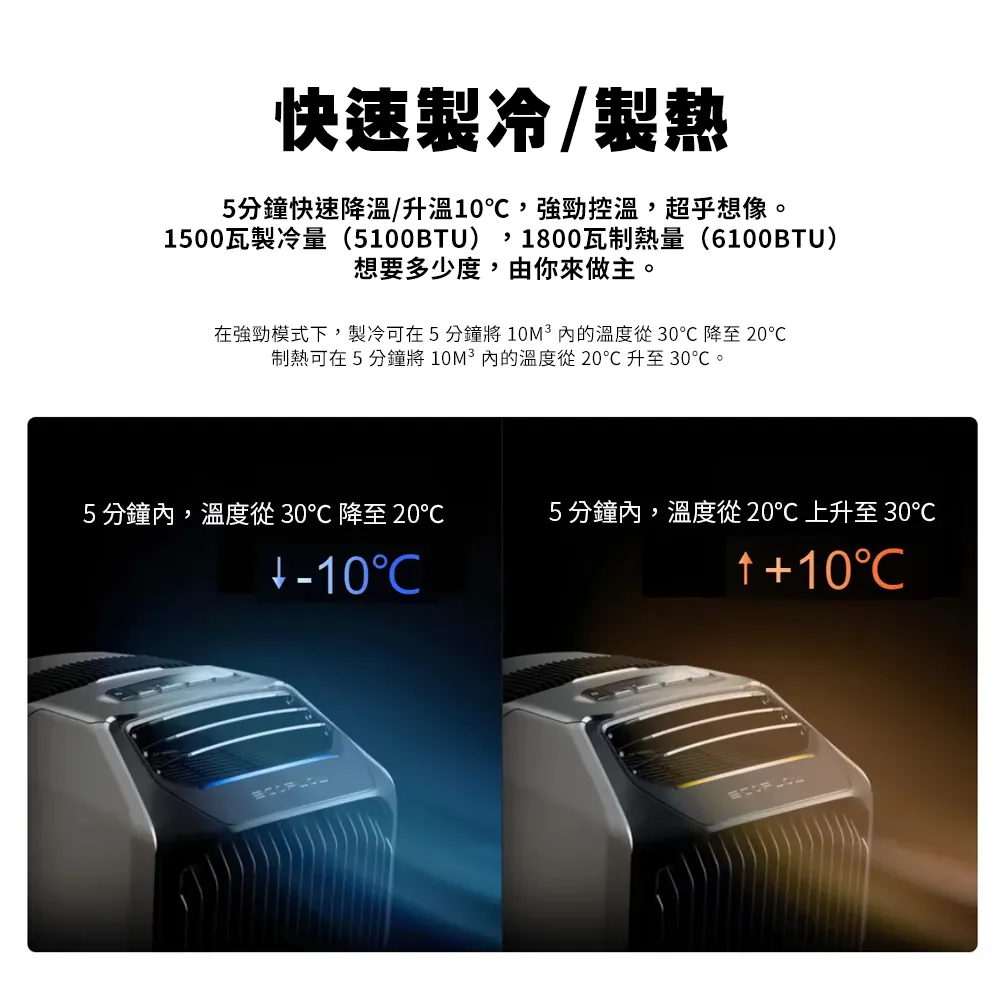 快速製冷/製熱
5分鐘快速降溫/升溫10℃，強勁控溫，超乎想像。
1500瓦製冷量（5100BTU），1800瓦制熱量（6100BTU）
想要多少度，由你來做主。
在強勁模式下，製冷可在 5 分鐘將 10M³ 內的溫度從 30℃ 降至 20℃
制熱可在 5 分鐘將 10M³ 內的溫度從 20℃ 升至 30℃。
5 分鐘內，溫度從 30℃ 降至 20℃
↓-10℃
5 分鐘內，溫度從 20℃ 上升至 30℃
↑+10℃
ECOFLOW
ECOFLOW